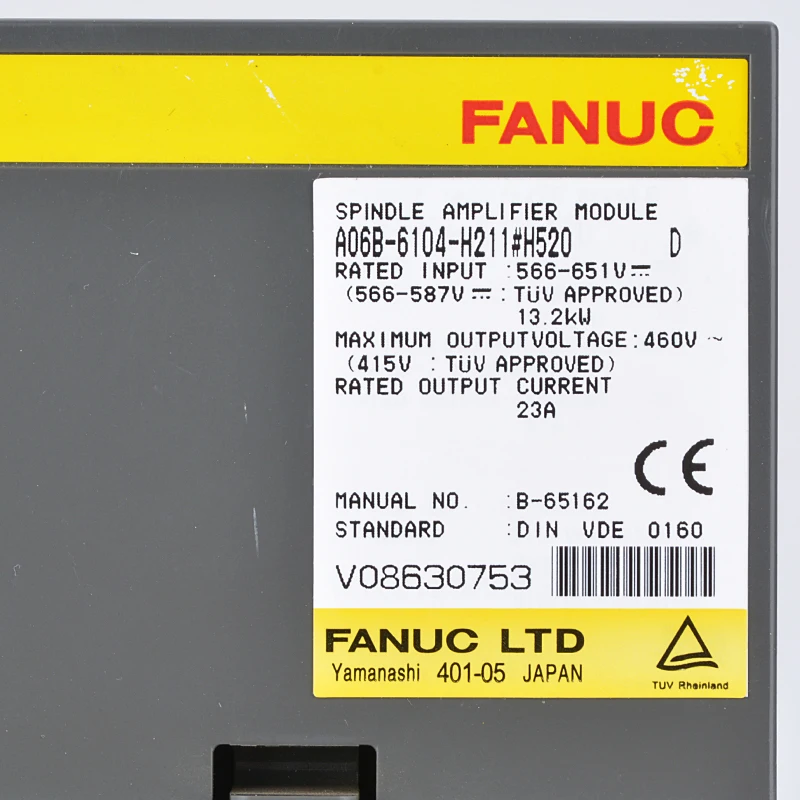 FANUC
SPINDLE AMPLIFIER MODULE
A06B-6104-H211#H520 D
RATED INPUT :566-651V⎓
(566-587V⎓ : TÜV APPROVED)
13.2kW
MAXIMUM OUTPUTVOLTAGE:460V ~
(415V : TÜV APPROVED)
RATED OUTPUT CURRENT
23A
CE
MANUAL NO. :B-65162
STANDARD :DIN VDE 0160
V08630753
FANUC LTD
Yamanashi 401-05 JAPAN
TUV Rheinland